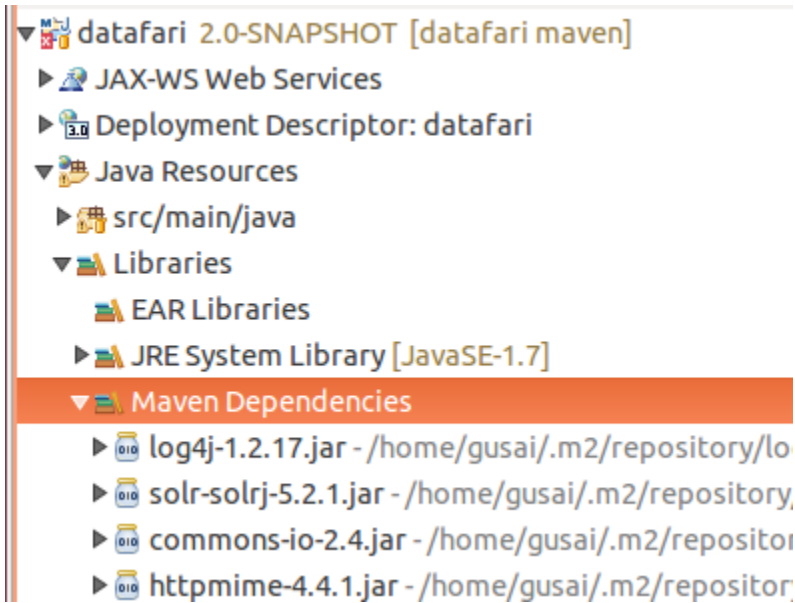 datafari 2.0-SNAPSHOT [datafari maven]
JAX-WS Web Services
Deployment Descriptor: datafari
Java Resources
src/main/java
Libraries
EAR Libraries
JRE System Library [JavaSE-1.7]
Maven Dependencies
log4j-1.2.17.jar - /home/gusai/.m2/repository/lo
solr-solrj-5.2.1.jar - /home/gusai/.m2/repository/
commons-io-2.4.jar - /home/gusai/.m2/repositor
httpmime-4.4.1.jar - /home/gusai/.m2/repository